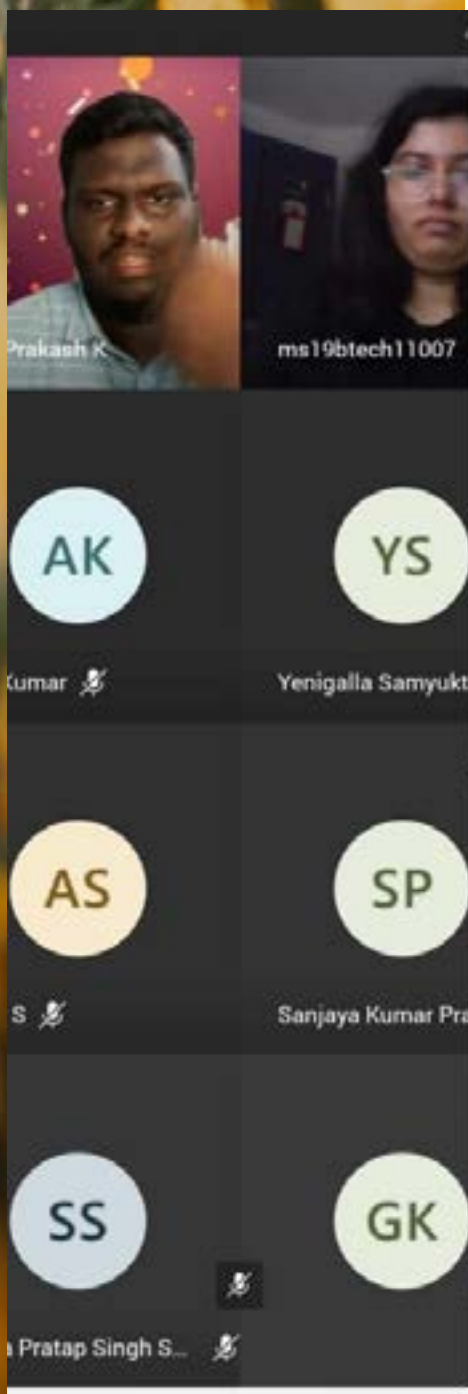 Prakash K
ms19btech11007
AK
YS
Kumar
Yenigalla Samyukt
AS
SP
S
Sanjaya Kumar Pra
SS
GK
a Pratap Singh S...